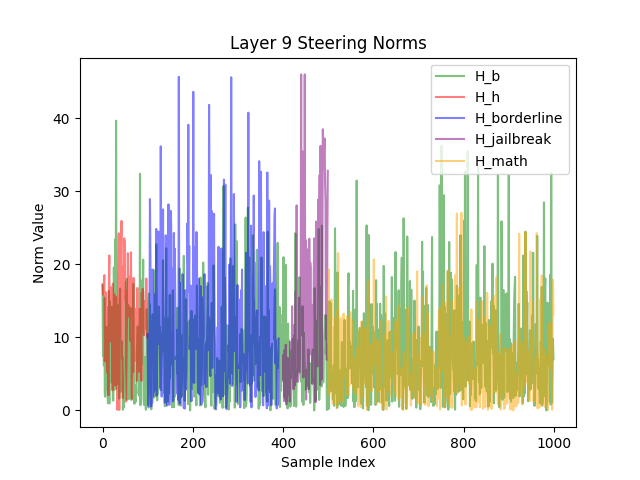 Layer 9 Steering Norms
H_b
H_h
H_borderline
H_jailbreak
H_math
Norm Value
40
30
20
10
0
0
200
400
600
800
1000
Sample Index